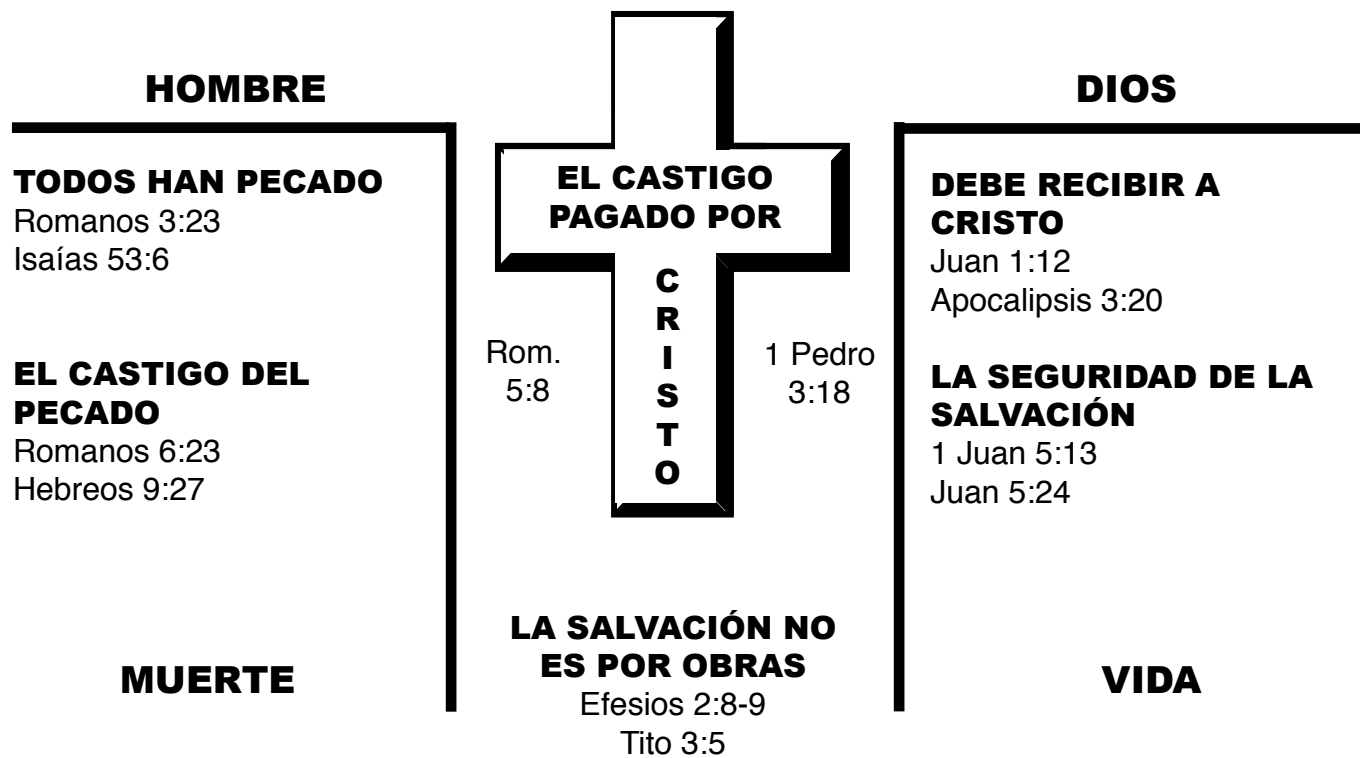 HOMBRE
TODOS HAN PECADO
Romanos 3:23
Isaías 53:6
EL CASTIGO DEL
PECADO
Romanos 6:23
Hebreos 9:27
MUERTE
EL CASTIGO
PAGADO POR
C
R
I
S
T
O
Rom.
5:8
1 Pedro
3:18
LA SALVACIÓN NO
ES POR OBRAS
Efesios 2:8-9
Tito 3:5
DIOS
DEBE RECIBIR A
CRISTO
Juan 1:12
Apocalipsis 3:20
LA SEGURIDAD DE LA
SALVACIÓN
1 Juan 5:13
Juan 5:24
VIDA